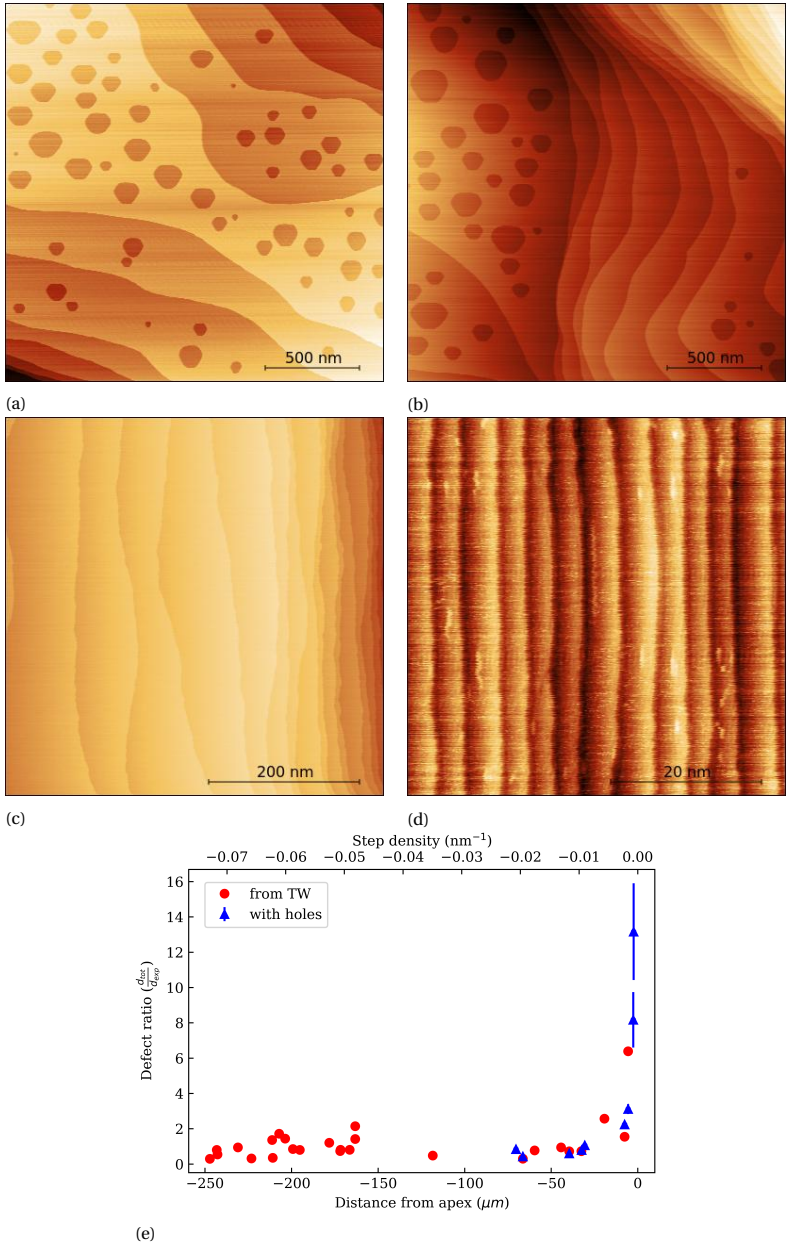 500 nm
500 nm
(a)
(b)
200 nm
20 nm
(c)
(d)
Step density (nm⁻¹)
−0.07 −0.06 −0.05 −0.04 −0.03 −0.02 −0.01 0.00
16
14
12
10
8
6
4
2
0
from TW
with holes
Defect ratio (d_tot/d_exp)
−250 −200 −150 −100 −50 0
Distance from apex (μm)
(e)